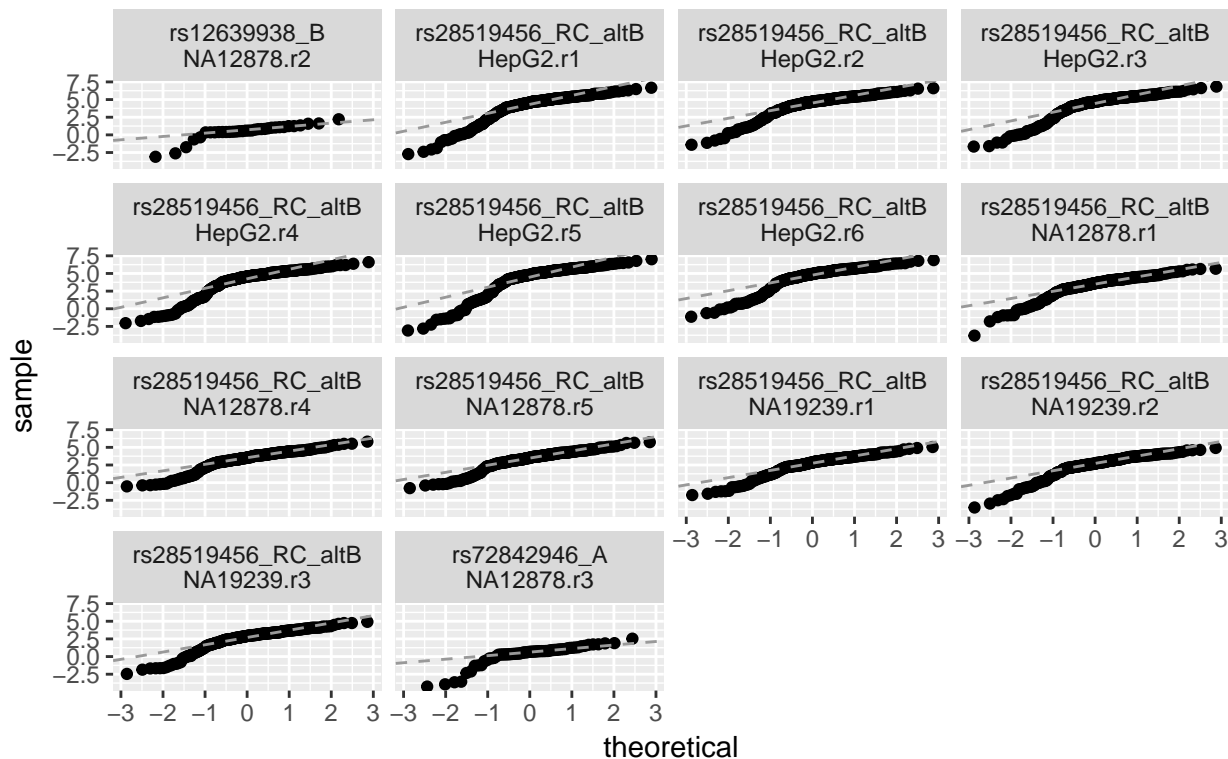 rs12639938_B
NA12878.r2
rs28519456_RC_altB
HepG2.r1
rs28519456_RC_altB
HepG2.r2
rs28519456_RC_altB
HepG2.r3
7.5
5.0
2.5
0.0
−2.5
rs28519456_RC_altB
HepG2.r4
rs28519456_RC_altB
HepG2.r5
rs28519456_RC_altB
HepG2.r6
rs28519456_RC_altB
NA12878.r1
7.5
5.0
2.5
0.0
−2.5
sample
rs28519456_RC_altB
NA12878.r4
rs28519456_RC_altB
NA12878.r5
rs28519456_RC_altB
NA19239.r1
rs28519456_RC_altB
NA19239.r2
7.5
5.0
2.5
0.0
−2.5
−3 −2 −1 0 1 2 3
−3 −2 −1 0 1 2 3
rs28519456_RC_altB
NA19239.r3
rs72842946_A
NA12878.r3
7.5
5.0
2.5
0.0
−2.5
−3 −2 −1 0 1 2 3
−3 −2 −1 0 1 2 3
theoretical